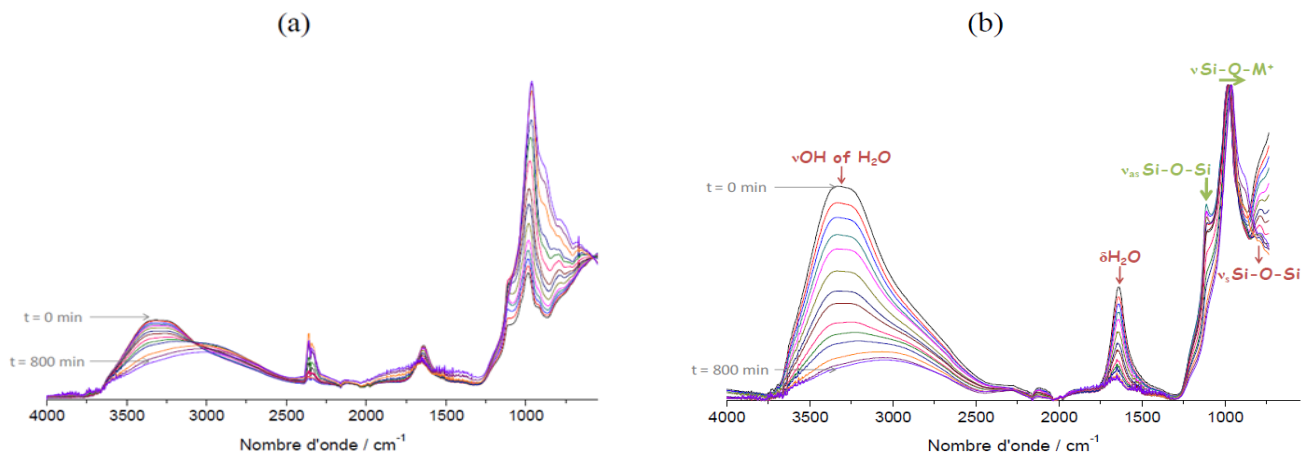 (a)
t = 0 min
t = 800 min
4000 3500 3000 2500 2000 1500 1000
Nombre d'onde / cm⁻¹
(b)
νSi-O-M⁺
νOH of H₂O
t = 0 min
νas Si-O-Si
δH₂O
νs Si-O-Si
t = 800 min
4000 3500 3000 2500 2000 1500 1000
Nombre d'onde / cm⁻¹